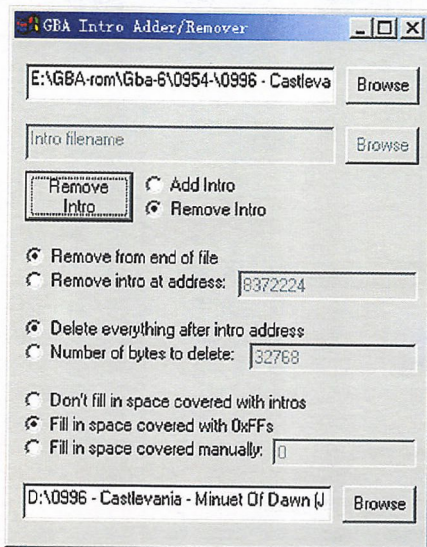 GBA Intro Adder/Remover
E:\GBA-rom\Gba-6\0954-\0996 - Castleva
Browse
Intro filename
Browse
Remove Intro
Add Intro
Remove Intro
Remove from end of file
Remove intro at address:
8372224
Delete everything after intro address
Number of bytes to delete:
32768
Don't fill in space covered with intros
Fill in space covered with 0xFFs
Fill in space covered manually:
0
D:\0996 - Castlevania - Minuet Of Dawn (J
Browse